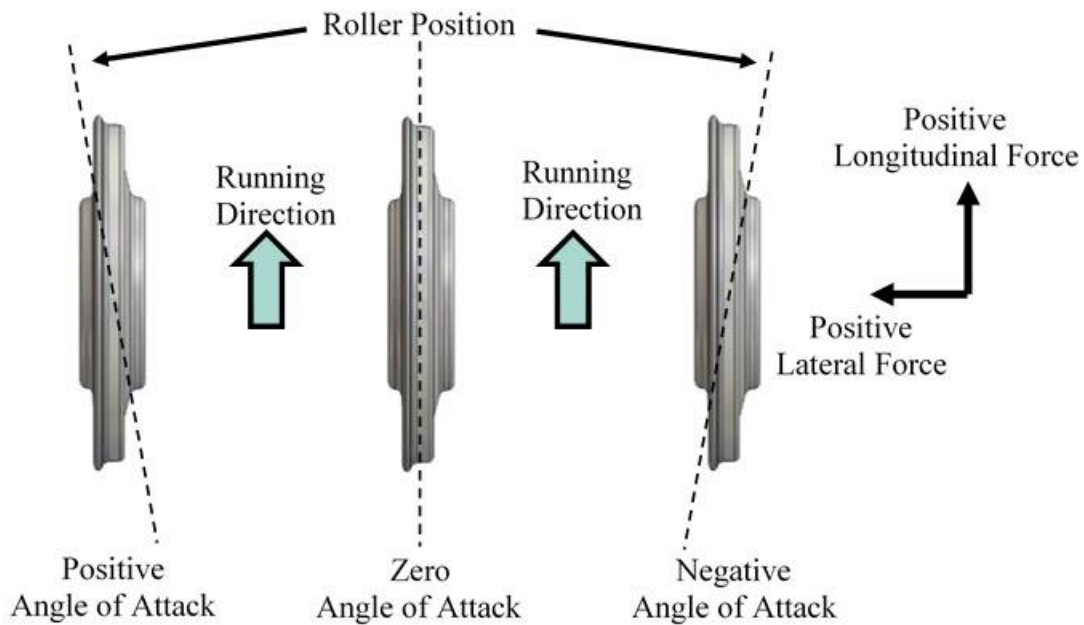 Roller Position
Running
Direction
Running
Direction
Positive
Longitudinal Force
Positive
Lateral Force
Positive
Angle of Attack
Zero
Angle of Attack
Negative
Angle of Attack